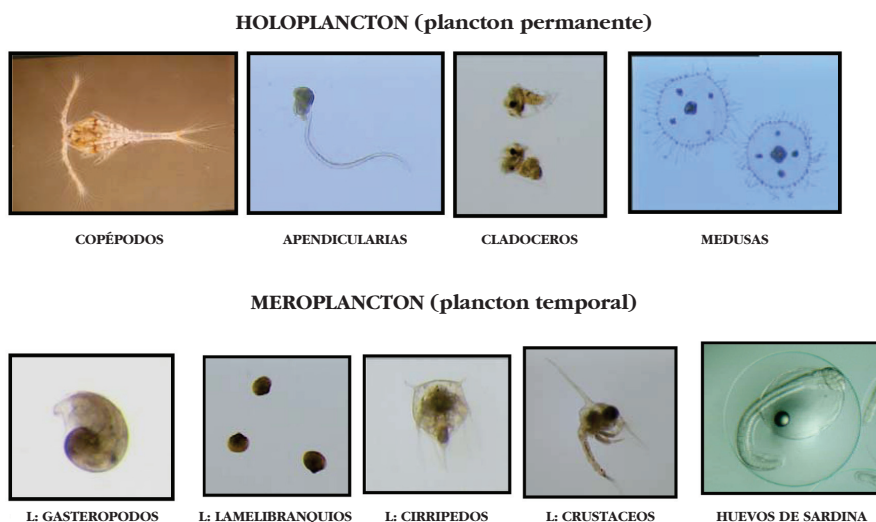 HOLOPLANCTON (plancton permanente)
COPÉPODOS APENDICULARIAS CLADOCEROS MEDUSAS
MEROPLANCTON (plancton temporal)
L: GASTEROPODOS L: LAMELIBRANQUIOS L: CIRRIPEDOS L: CRUSTACEOS HUEVOS DE SARDINA